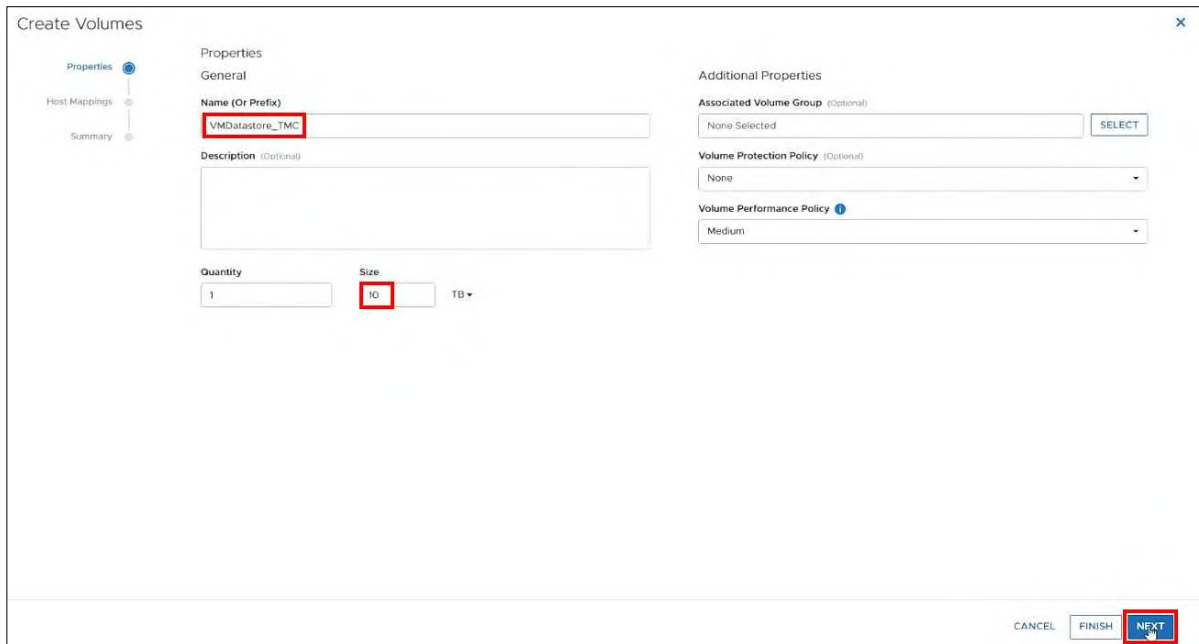 Create Volumes
×
Properties
Host Mappings
Summary
Properties
General
Name (Or Prefix)
VMDatastore_TMC
Description (Optional)
Quantity
Size
1
10
TB
Additional Properties
Associated Volume Group (Optional)
None Selected
SELECT
Volume Protection Policy (Optional)
None
Volume Performance Policy i
Medium
CANCEL
FINISH
NEXT